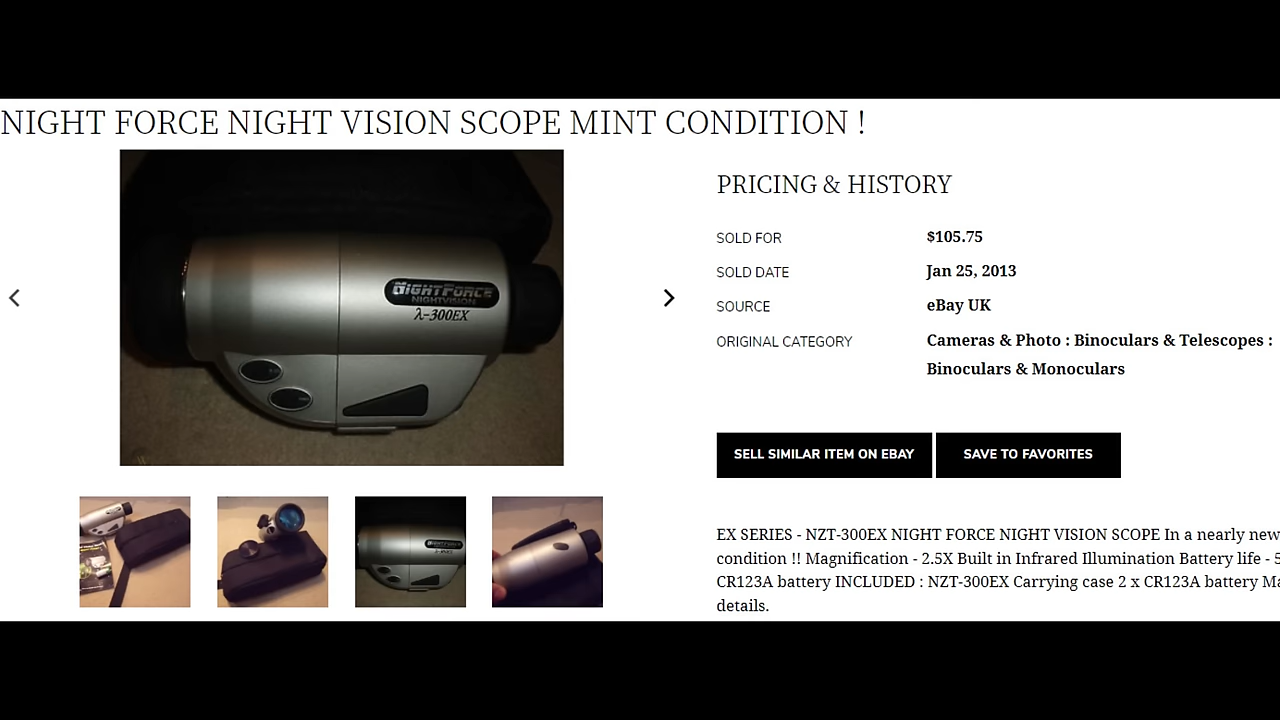 NIGHT FORCE NIGHT VISION SCOPE MINT CONDITION !
NIGHTFORCE
NIGHTVISION
λ-300EX
PRICING & HISTORY
SOLD FOR $105.75
SOLD DATE Jan 25, 2013
SOURCE eBay UK
ORIGINAL CATEGORY Cameras & Photo : Binoculars & Telescopes :
Binoculars & Monoculars
SELL SIMILAR ITEM ON EBAY SAVE TO FAVORITES
EX SERIES - NZT-300EX NIGHT FORCE NIGHT VISION SCOPE In a nearly new
condition !! Magnification - 2.5X Built in Infrared Illumination Battery life - 5
CR123A battery INCLUDED : NZT-300EX Carrying case 2 x CR123A battery Ma
details.